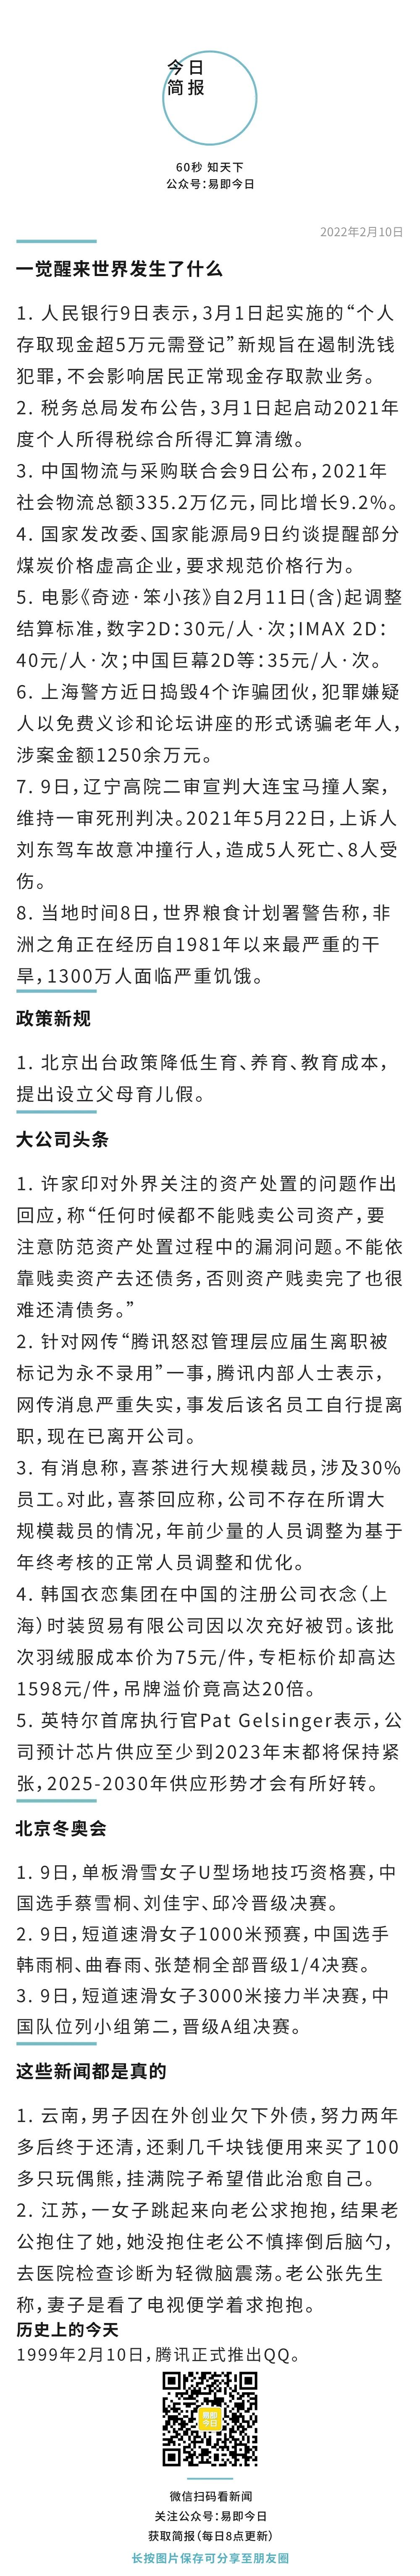 今日
简报
60秒 知天下
公众号：易即今日
2022年2月10日
一觉醒来世界发生了什么
1. 人民银行9日表示，3月1日起实施的“个人
存取现金超5万元需登记”新规旨在遏制洗钱
犯罪，不会影响居民正常现金存取款业务。
2. 税务总局发布公告，3月1日起启动2021年
度个人所得税综合所得汇算清缴。
3. 中国物流与采购联合会9日公布，2021年
社会物流总额335.2万亿元，同比增长9.2%。
4. 国家发改委、国家能源局9日约谈提醒部分
煤炭价格虚高企业，要求规范价格行为。
5. 电影《奇迹·笨小孩》自2月11日(含)起调整
结算标准，数字2D：30元/人·次；IMAX 2D：
40元/人·次；中国巨幕2D等：35元/人·次。
6. 上海警方近日捣毁4个诈骗团伙，犯罪嫌疑
人以免费义诊和论坛讲座的形式诱骗老年人，
涉案金额1250余万元。
7. 9日，辽宁高院二审宣判大连宝马撞人案，
维持一审死刑判决。2021年5月22日，上诉人
刘东驾车故意冲撞行人，造成5人死亡、8人受
伤。
8. 当地时间8日，世界粮食计划署警告称，非
洲之角正在经历自1981年以来最严重的干
旱，1300万人面临严重饥饿。
政策新规
1. 北京出台政策降低生育、养育、教育成本，
提出设立父母育儿假。
大公司头条
1. 许家印对外界关注的资产处置的问题作出
回应，称“任何时候都不能贱卖公司资产，要
注意防范资产处置过程中的漏洞问题。不能依
靠贱卖资产去还债务，否则资产贱卖完了也很
难还清债务。”
2. 针对网传“腾讯怒怼管理层应届生离职被
标记为永不录用”一事，腾讯内部人士表示，
网传消息严重失实，事发后该名员工自行提离
职，现在已离开公司。
3. 有消息称，喜茶进行大规模裁员，涉及30%
员工。对此，喜茶回应称，公司不存在所谓大
规模裁员的情况，年前少量的人员调整为基于
年终考核的正常人员调整和优化。
4. 韩国衣恋集团在中国的注册公司衣念（上
海）时装贸易有限公司因以次充好被罚。该批
次羽绒服成本价为75元/件，专柜标价却高达
1598元/件，吊牌溢价竟高达20倍。
5. 英特尔首席执行官Pat Gelsinger表示，公
司预计芯片供应至少到2023年末都将保持紧
张，2025-2030年供应形势才会有所好转。
北京冬奥会
1. 9日，单板滑雪女子U型场地技巧资格赛，中
国选手蔡雪桐、刘佳宇、邱冷晋级决赛。
2. 9日，短道速滑女子1000米预赛，中国选手
韩雨桐、曲春雨、张楚桐全部晋级1/4决赛。
3. 9日，短道速滑女子3000米接力半决赛，中
国队位列小组第二，晋级A组决赛。
这些新闻都是真的
1. 云南，男子因在外创业欠下外债，努力两年
多后终于还清，还剩几千块钱便用来买了100
多只玩偶熊，挂满院子希望借此治愈自己。
2. 江苏，一女子跳起来向老公求抱抱，结果老
公抱住了她，她没抱住老公不慎摔倒后脑勺，
去医院检查诊断为轻微脑震荡。老公张先生
称，妻子是看了电视便学着求抱抱。
历史上的今天
1999年2月10日，腾讯正式推出QQ。
易即
今日
微信扫码看新闻
关注公众号：易即今日
获取简报（每日8点更新）
长按图片保存可分享至朋友圈